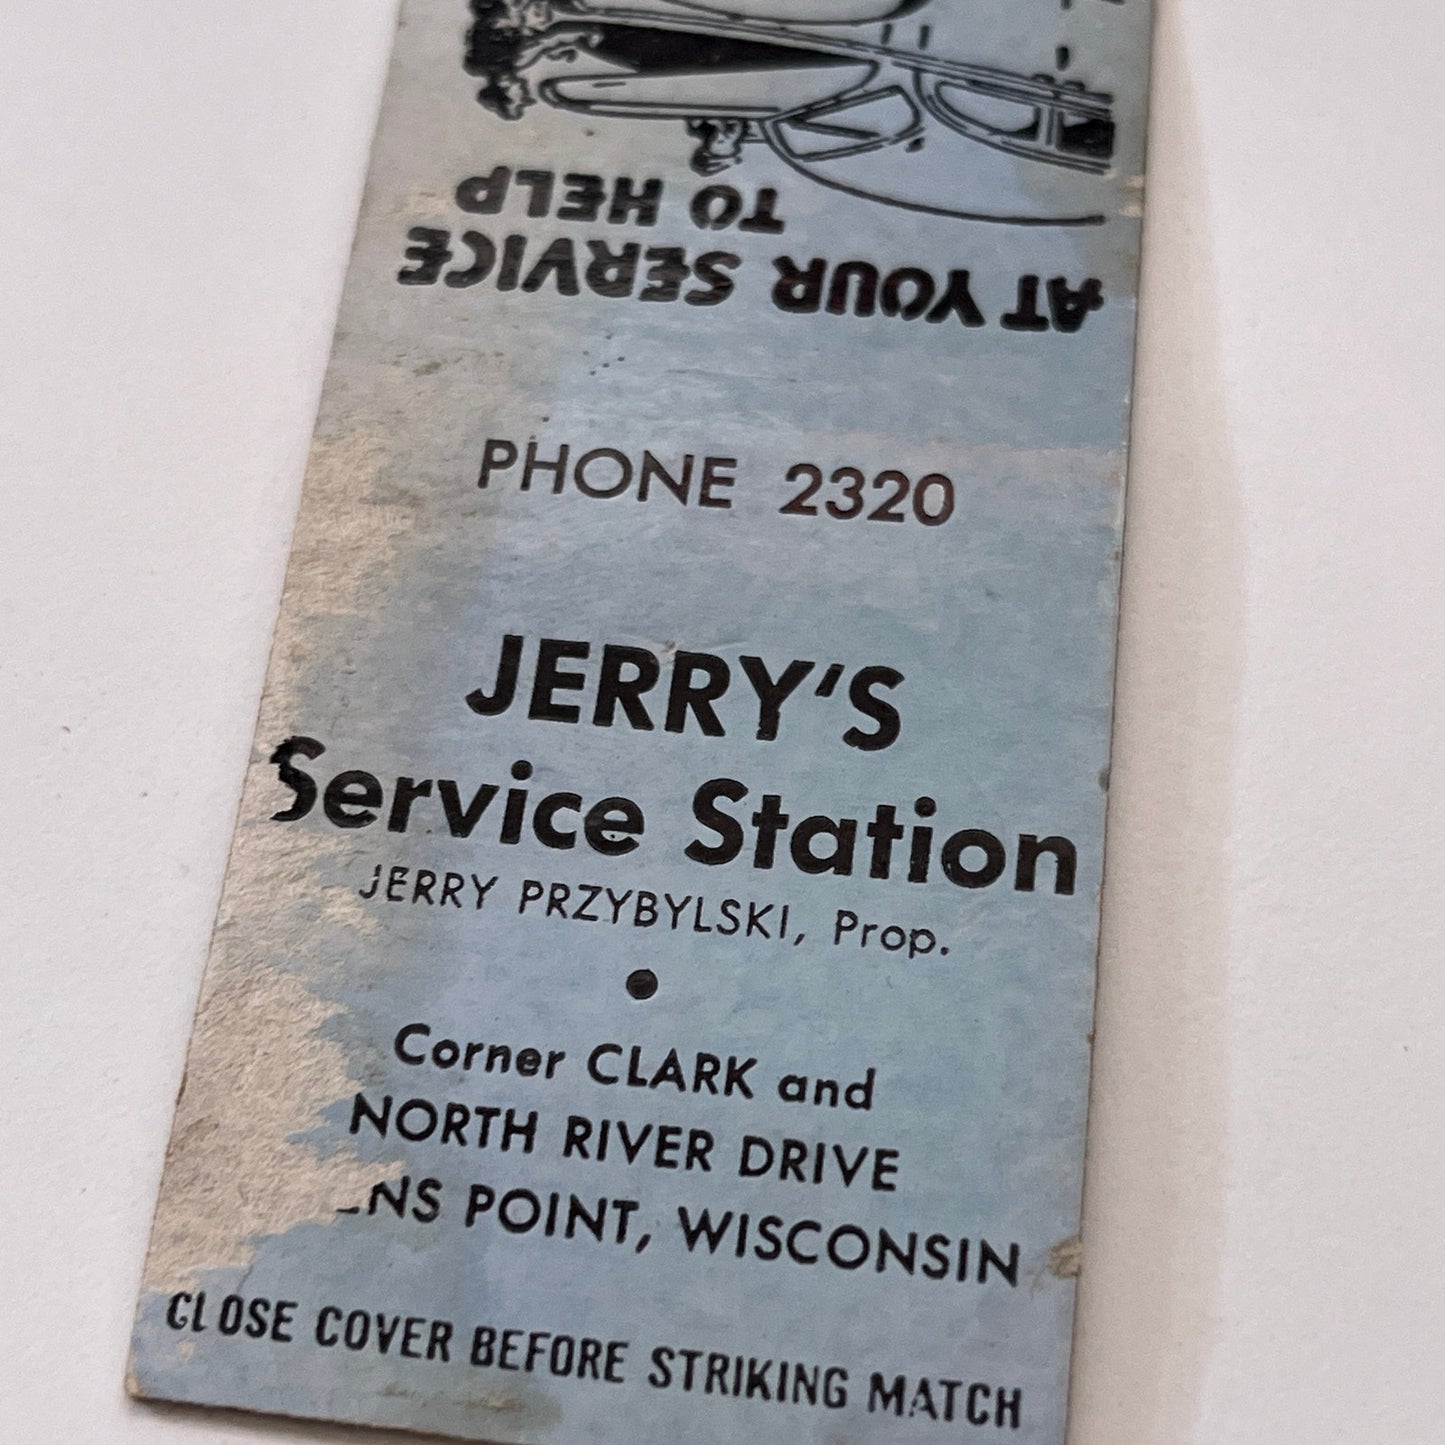 AT YOUR SERVICE
TO HELP
PHONE 2320
JERRY'S
Service Station
JERRY PRZYBYLSKI, Prop.
Corner CLARK and
NORTH RIVER DRIVE
ENS POINT, WISCONSIN
CLOSE COVER BEFORE STRIKING MATCH